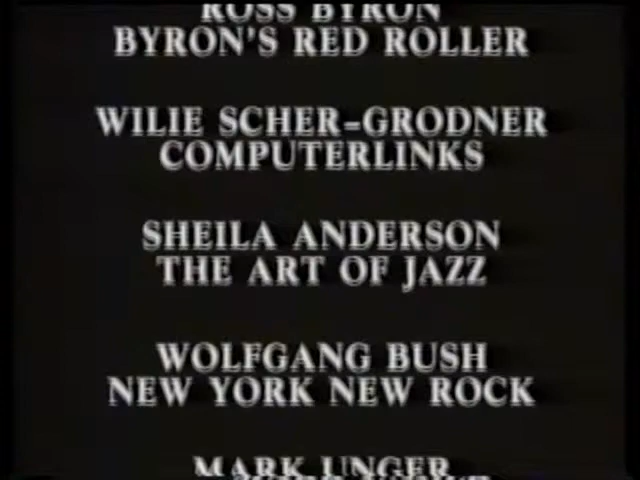 ROSS BYRON
BYRON'S RED ROLLER
WILIE SCHER-GRODNER
COMPUTERLINKS
SHEILA ANDERSON
THE ART OF JAZZ
WOLFGANG BUSH
NEW YORK NEW ROCK
MARK UNGER